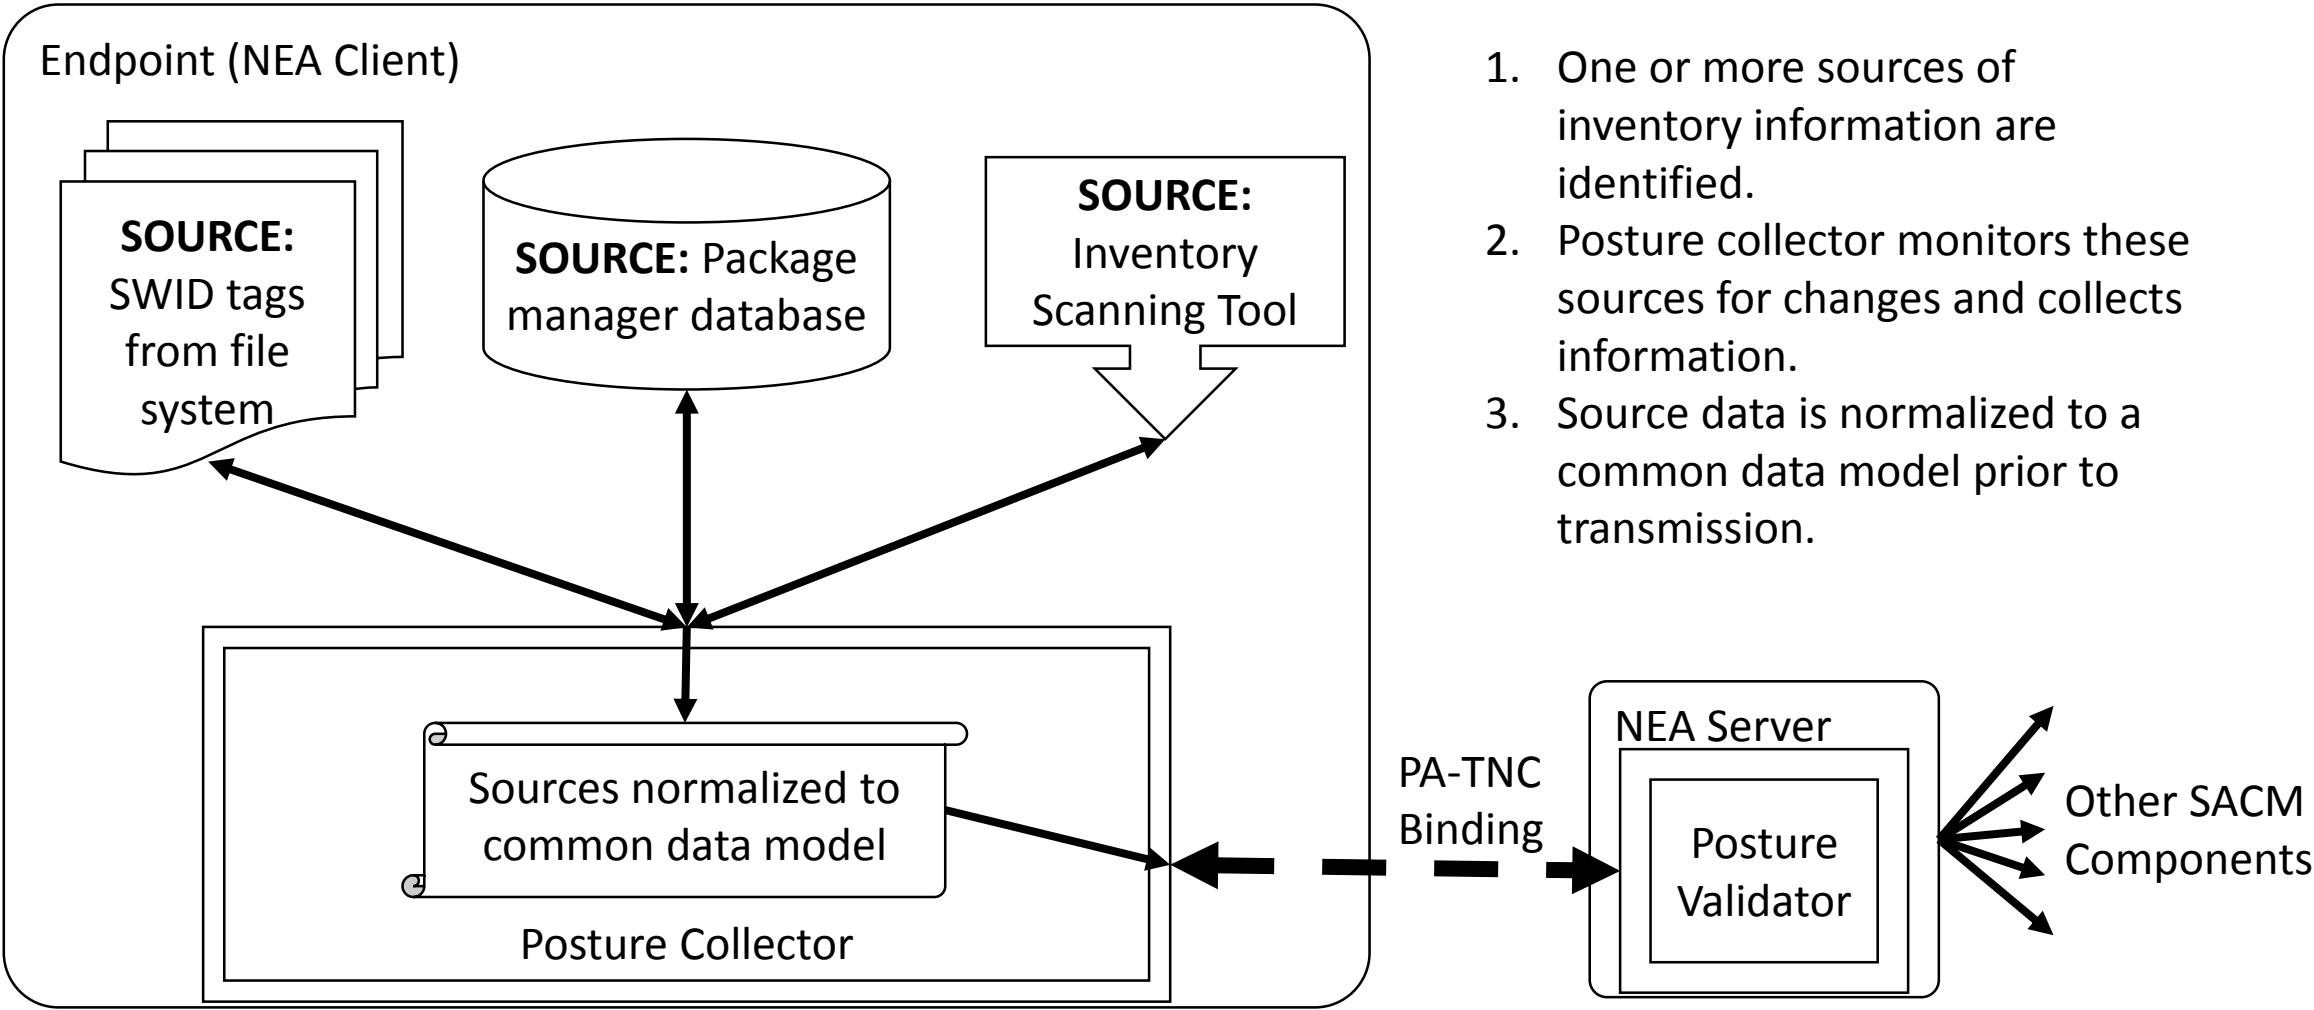 Endpoint (NEA Client)
SOURCE:
SWID tags
from file
system
SOURCE: Package
manager database
SOURCE:
Inventory
Scanning Tool
1. One or more sources of
inventory information are
identified.
2. Posture collector monitors these
sources for changes and collects
information.
3. Source data is normalized to a
common data model prior to
transmission.
Sources normalized to
common data model
Posture Collector
PA-TNC
Binding
NEA Server
Posture
Validator
Other SACM
Components